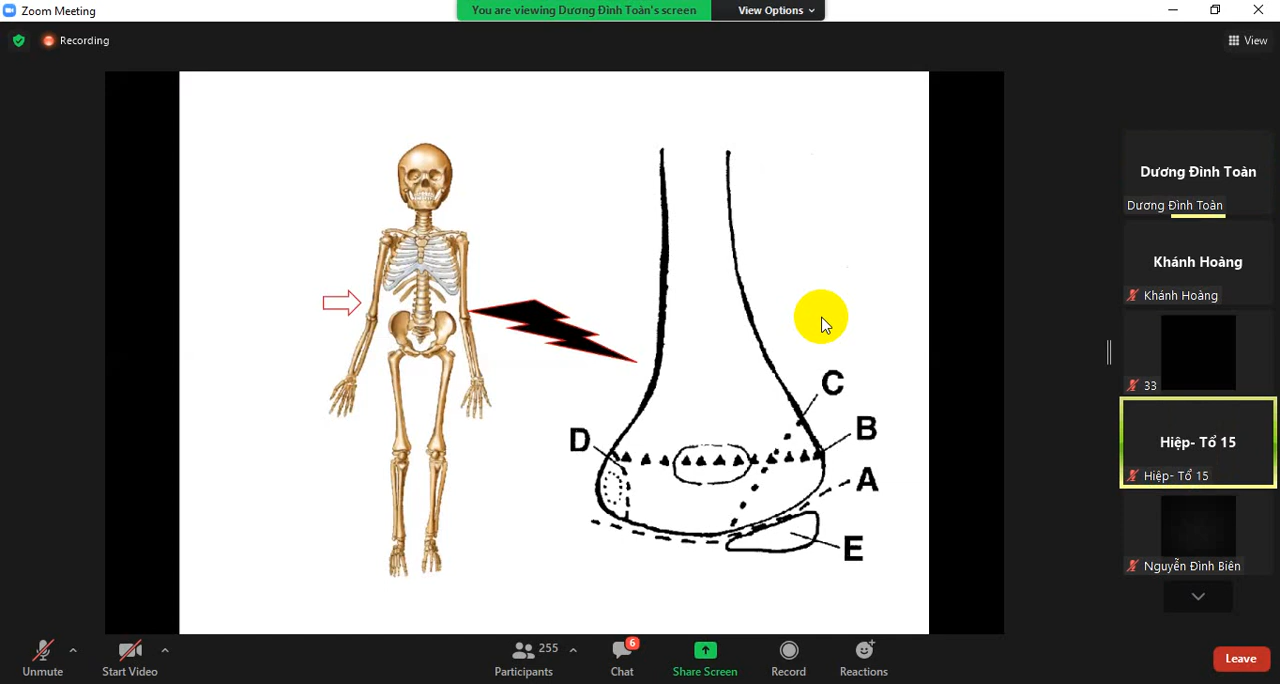 Zoom Meeting
You are viewing Dương Đình Toàn's screen
View Options
Recording
View
Dương Đình Toàn
Dương Đình Toàn
Khánh Hoàng
Khánh Hoàng
33
Hiệp- Tổ 15
Hiệp- Tổ 15
Nguyễn Đình Biên
C
B
D
A
E
Unmute
Start Video
255
Participants
6
Chat
Share Screen
Record
Reactions
Leave